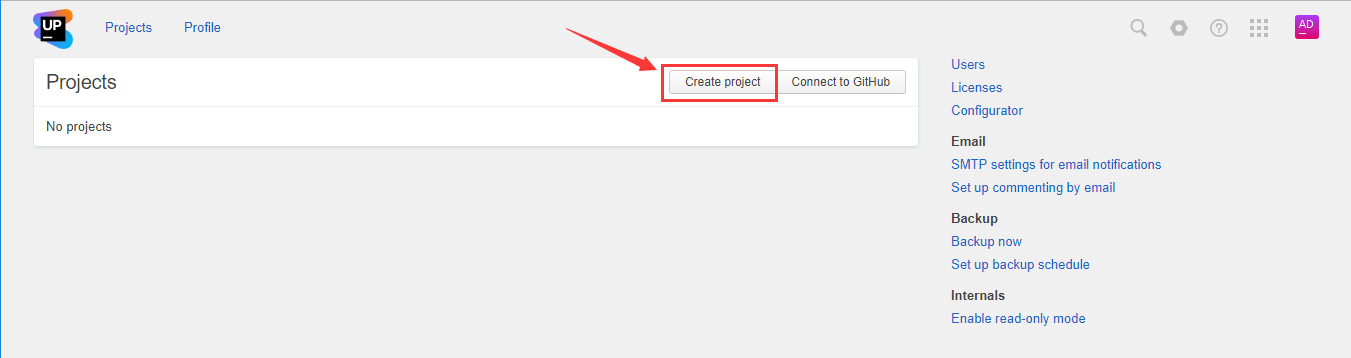 UP
Projects Profile
AD
Projects
Create project
Connect to GitHub
No projects
Users
Licenses
Configurator
Email
SMTP settings for email notifications
Set up commenting by email
Backup
Backup now
Set up backup schedule
Internals
Enable read-only mode